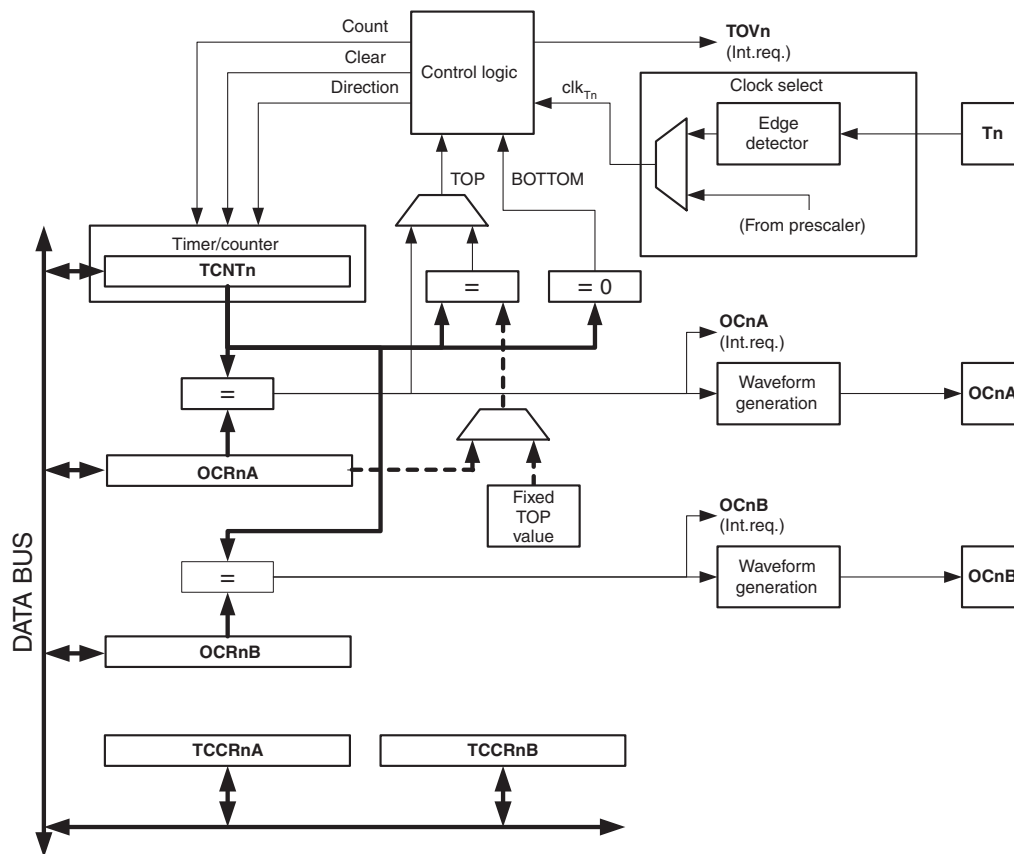 Count
Clear
Direction
Control logic
TOVn
(Int.req.)
clkTn
Clock select
Edge
detector
Tn
TOP
BOTTOM
(From prescaler)
Timer/counter
TCNTn
=
= 0
OCnA
(Int.req.)
=
Waveform
generation
OCnA
OCRnA
Fixed
TOP
value
OCnB
(Int.req.)
=
Waveform
generation
OCnB
OCRnB
DATA BUS
TCCRnA
TCCRnB